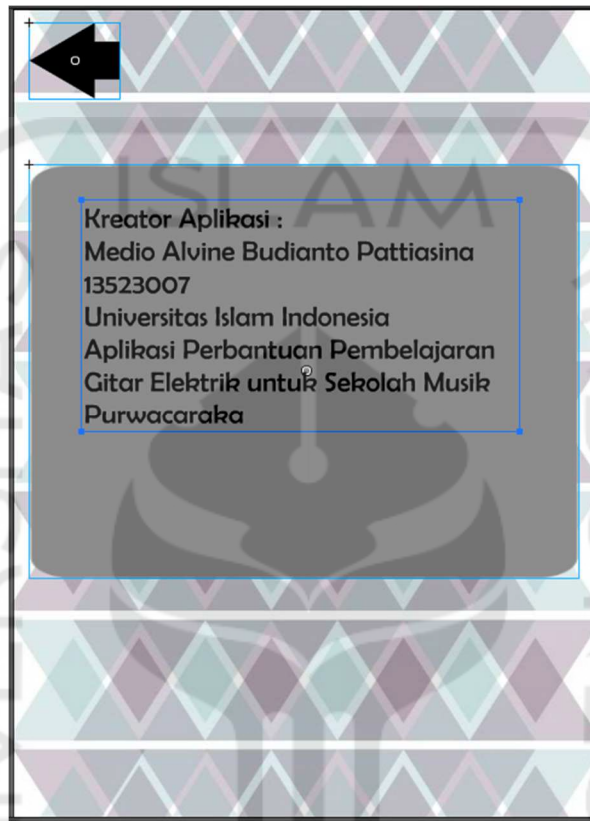 ISLAM
Kreator Aplikasi :
Medio Alvine Budianto Pattiasina
13523007
Universitas Islam Indonesia
Aplikasi Perbantuan Pembelajaran
Gitar Elektrik untuk Sekolah Musik
Purwacaraka